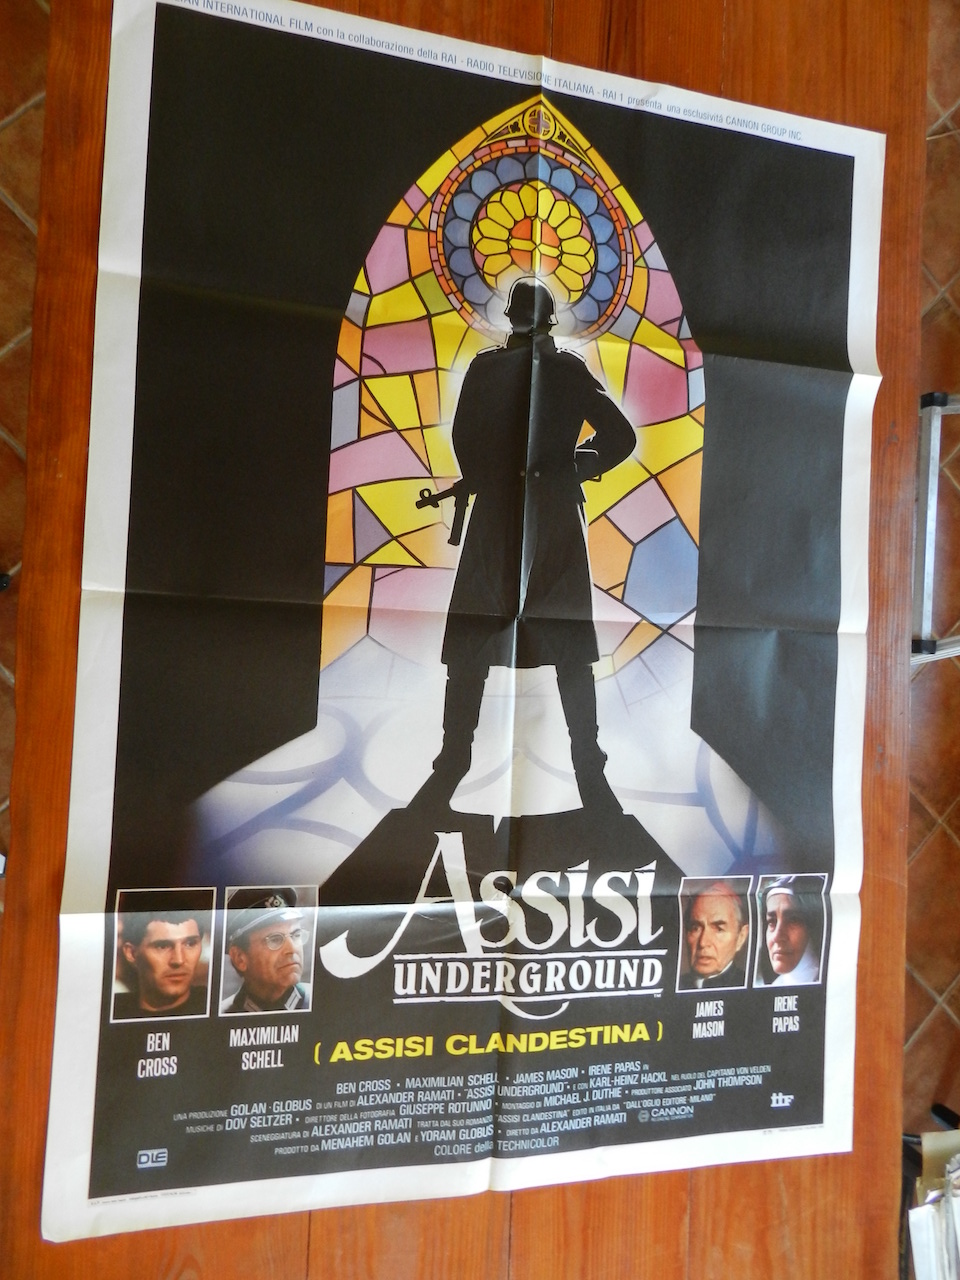 INTERNATIONAL FILM con la collaborazione della RAI - RADIO TELEVISIONE ITALIANA - RAI 1 presenta una esclusività CANNON GROUP INC.
ASSISI
UNDERGROUND
TM
BEN
CROSS
MAXIMILIAN
SCHELL
JAMES
MASON
IRENE
PAPAS
( ASSISI CLANDESTINA )
BEN CROSS • MAXIMILIAN SCHELL • JAMES MASON • IRENE PAPAS IN
UNA PRODUZIONE GOLAN-GLOBUS DI UN FILM DI ALEXANDER RAMATI • "ASSISI UNDERGROUND" • E CON KARL-HEINZ HACKL NEL RUOLO DEL CAPITANO VON VELDEN
MUSICHE DI DOV SELTZER • DIRETTORE DELLA FOTOGRAFIA GIUSEPPE ROTUNNO • MONTAGGIO DI MICHAEL J. DUTHIE • PRODUTTORE ASSOCIATO JOHN THOMPSON
SCENEGGIATURA DI ALEXANDER RAMATI TRATTA DAL SUO ROMANZO "ASSISI CLANDESTINA" EDITO IN ITALIA DA "DALL'OGLIO EDITORE - MILANO"
PRODOTTO DA MENAHEM GOLAN E YORAM GLOBUS • DIRETTO DA ALEXANDER RAMATI CANNON
COLORE della TECHNICOLOR
DLE
iif